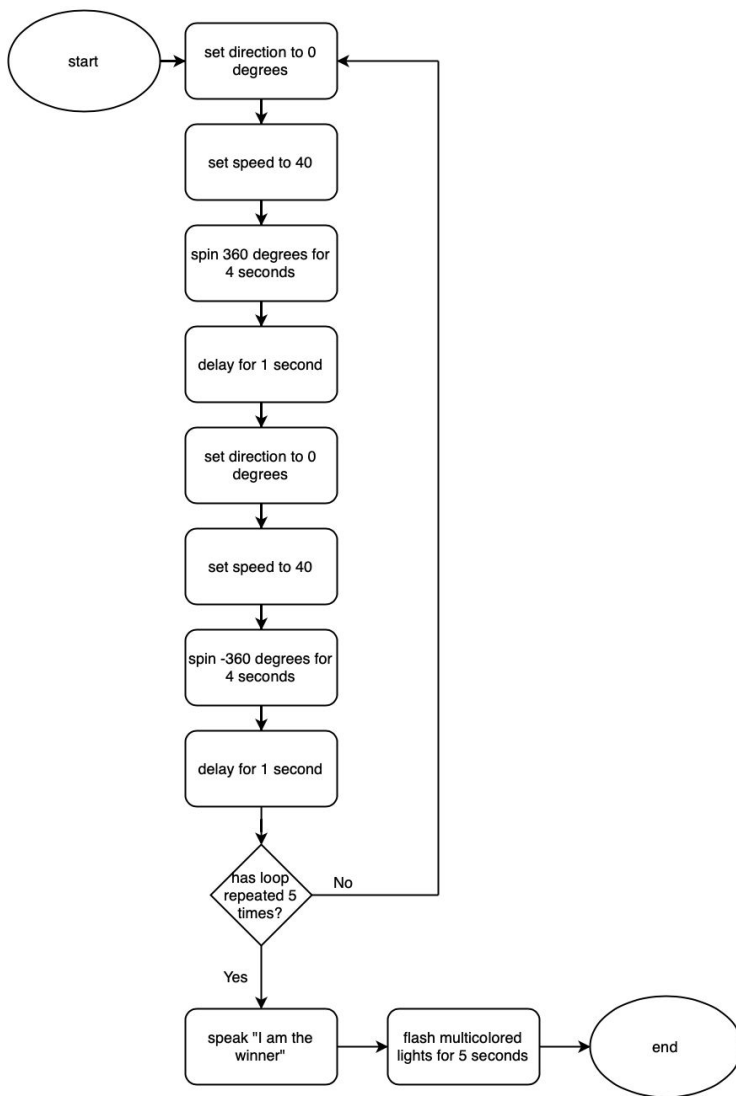 start
set direction to 0
degrees
set speed to 40
spin 360 degrees for
4 seconds
delay for 1 second
set direction to 0
degrees
set speed to 40
spin -360 degrees for
4 seconds
delay for 1 second
has loop
repeated 5
times?
No
Yes
speak "I am the
winner"
flash multicolored
lights for 5 seconds
end